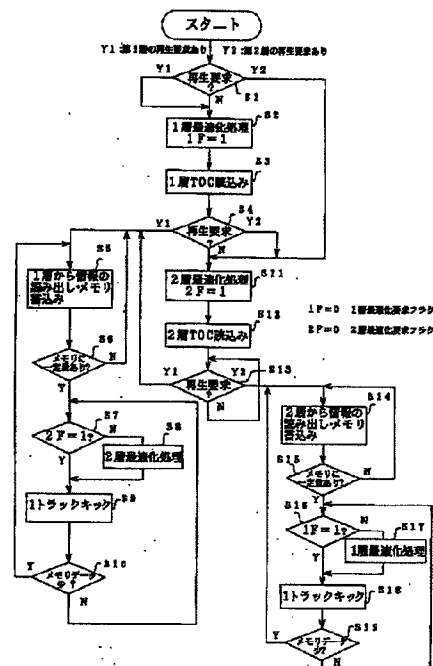 スタート
Y1:第1層の再生要求あり Y2:第2層の再生要求あり
Y1 再生要求 ? Y2
S1
N
S2
1層最適化処理
1F=1
S3
1層TOC読込み
S4
Y1 再生要求 ? Y2
N
S5
1層から情報の
読み出し・メモリ
書込み
S11
2層最適化処理
2F=1
1F=0 1層最適化要求フラグ
2F=0 2層最適化要求フラグ
S12
2層TOC読込み
S6
メモリに
一定量あり?
N
Y
S13
Y1 再生要求 ? Y2
N
S14
2層から情報の
読み出し・メモリ
書込み
S7
2F=1?
N
Y
S8
2層最適化処理
S15
メモリに
一定量あり?
N
Y
S9
1トラックキック
S16
1F=1?
N
Y
S17
1層最適化処理
S10
メモリデータ
少?
Y
N
S18
1トラックキック
S19
メモリデータ
少?
Y
N